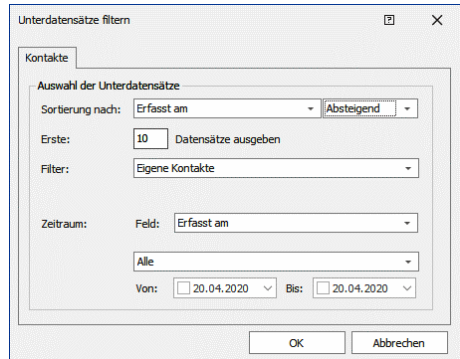 Unterdatensätze filtern
Kontakte
Auswahl der Unterdatensätze
Sortierung nach: Erfasst am Absteigend
Erste: 10 Datensätze ausgeben
Filter: Eigene Kontakte
Zeitraum: Feld: Erfasst am
Alle
Von: 20.04.2020 Bis: 20.04.2020
OK Abbrechen